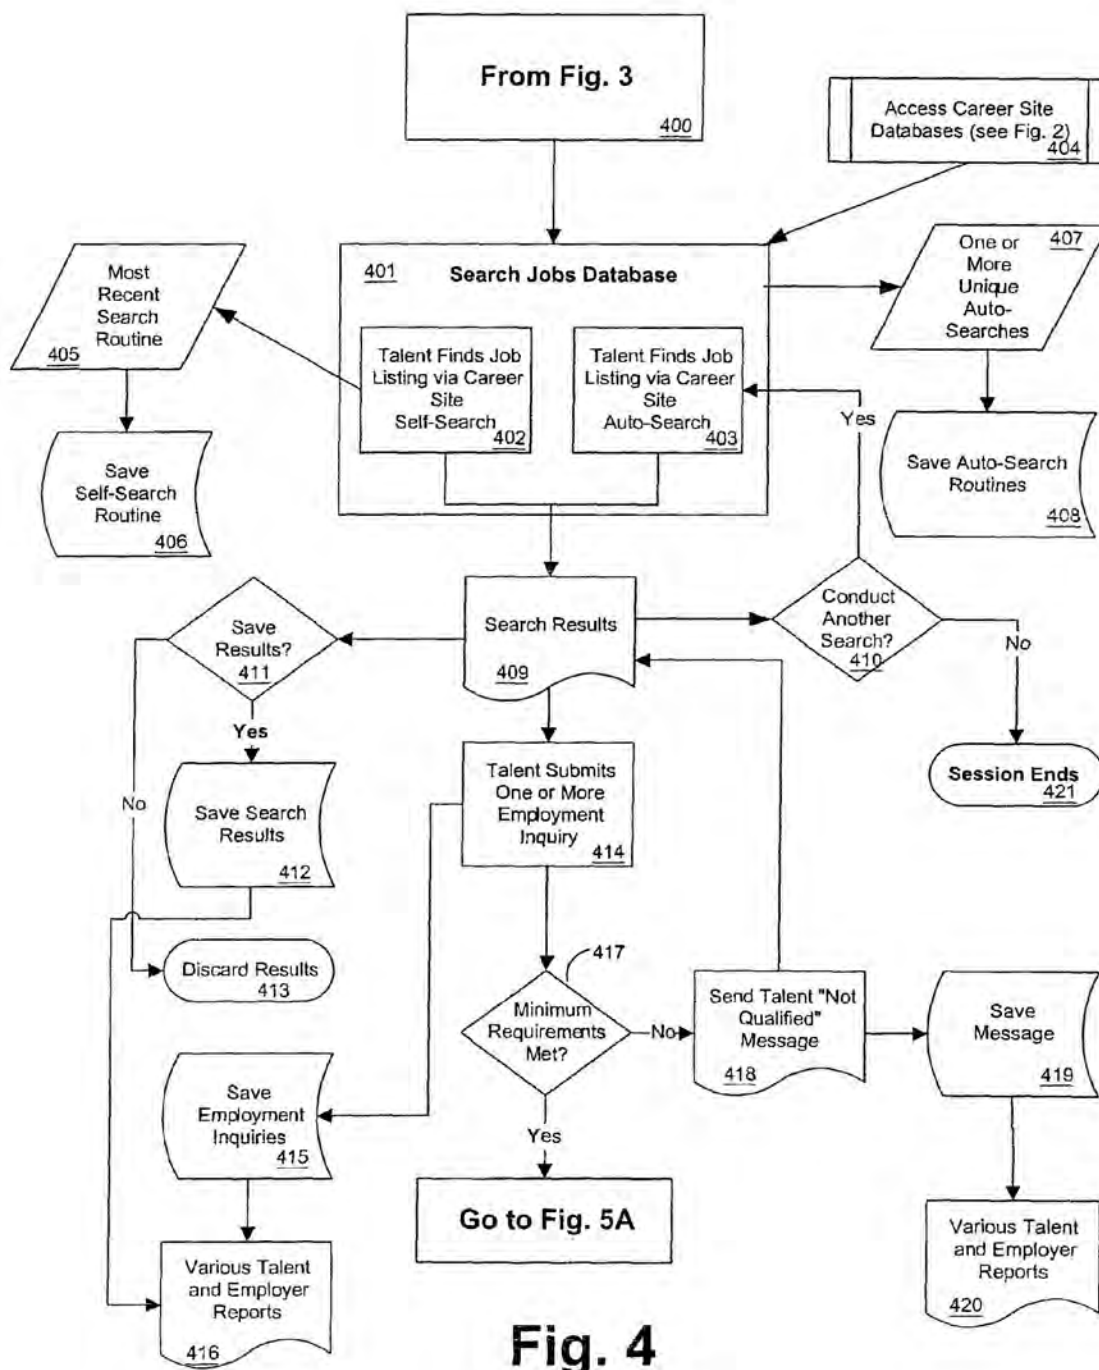 From Fig. 3
400
Access Career Site
Databases (see Fig. 2)
404
401
Search Jobs Database
Talent Finds Job
Listing via Career
Site
Self-Search
402
Talent Finds Job
Listing via Career
Site
Auto-Search
403
Most
Recent
Search
Routine
405
Save
Self-Search
Routine
406
One or
More
Unique
Auto-
Searches
407
Save Auto-Search
Routines
408
Yes
Search Results
409
Conduct
Another
Search?
410
No
Session Ends
421
Save
Results?
411
Yes
No
Save Search
Results
412
Discard Results
413
Talent Submits
One or More
Employment
Inquiry
414
417
Minimum
Requirements
Met?
No
Yes
Send Talent "Not
Qualified"
Message
418
Save
Message
419
Save
Employment
Inquiries
415
Go to Fig. 5A
Various Talent
and Employer
Reports
416
Various Talent
and Employer
Reports
420
Fig. 4